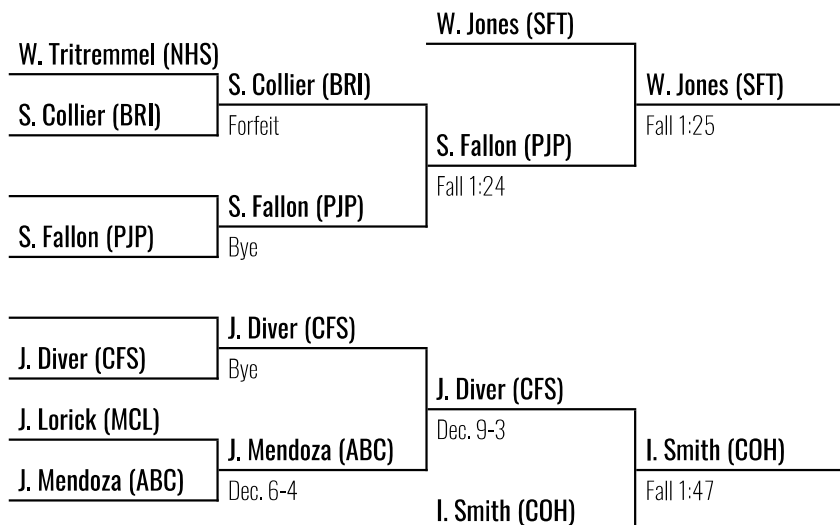 W. Jones (SFT)
W. Tritremmel (NHS)
S. Collier (BRI)
W. Jones (SFT)
S. Collier (BRI)
Forfeit
Fall 1:25
S. Fallon (PJP)
Fall 1:24
S. Fallon (PJP)
S. Fallon (PJP)
Bye
J. Diver (CFS)
J. Diver (CFS)
Bye
J. Diver (CFS)
J. Lorick (MCL)
Dec. 9-3
J. Mendoza (ABC)
I. Smith (COH)
J. Mendoza (ABC)
Dec. 6-4
Fall 1:47
I. Smith (COH)